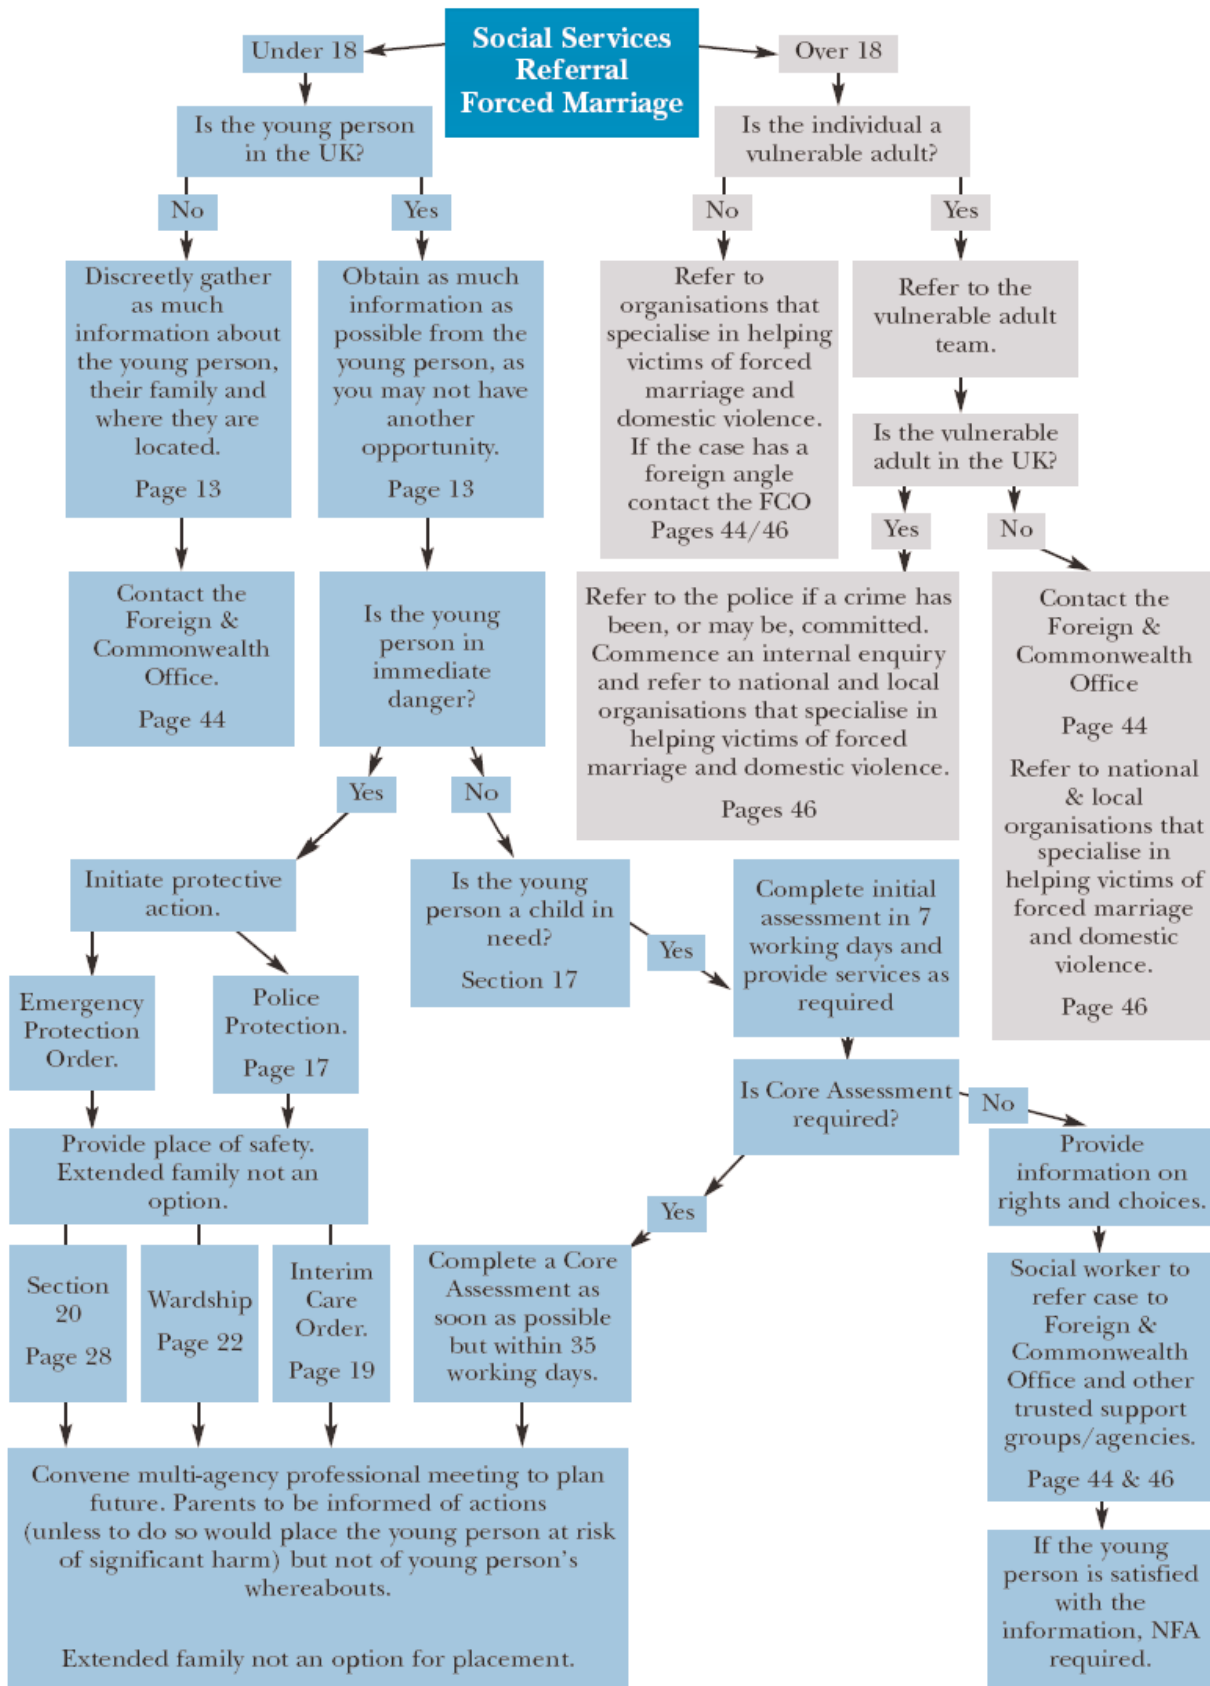 Social Services
Referral
Forced Marriage
Under 18
Over 18
Is the young person
in the UK?
Is the individual a
vulnerable adult?
No
Yes
No
Yes
Discreetly gather
as much
information about
the young person,
their family and
where they are
located.
Page 13
Obtain as much
information as
possible from the
young person, as
you may not have
another
opportunity.
Page 13
Refer to
organisations that
specialise in helping
victims of forced
marriage and
domestic violence.
If the case has a
foreign angle
contact the FCO
Pages 44/46
Refer to the
vulnerable adult
team.
Is the vulnerable
adult in the UK?
Yes
No
Contact the
Foreign &
Commonwealth
Office.
Page 44
Is the young
person in
immediate
danger?
Refer to the police if a crime has
been, or may be, committed.
Commence an internal enquiry
and refer to national and local
organisations that specialise in
helping victims of forced
marriage and domestic violence.
Pages 46
Contact the
Foreign &
Commonwealth
Office
Page 44
Refer to national
& local
organisations that
specialise in
helping victims of
forced marriage
and domestic
violence.
Page 46
Yes
No
Initiate protective
action.
Is the young
person a child in
need?
Section 17
Yes
Complete initial
assessment in 7
working days and
provide services as
required
Emergency
Protection
Order.
Police
Protection.
Page 17
Is Core Assessment
required?
No
Provide place of safety.
Extended family not an
option.
Yes
Provide
information on
rights and choices.
Section
20
Page 28
Wardship
Page 22
Interim
Care
Order.
Page 19
Complete a Core
Assessment as
soon as possible
but within 35
working days.
Social worker to
refer case to
Foreign &
Commonwealth
Office and other
trusted support
groups/agencies.
Page 44 & 46
Convene multi-agency professional meeting to plan
future. Parents to be informed of actions
(unless to do so would place the young person at risk
of significant harm) but not of young person's
whereabouts.
Extended family not an option for placement.
If the young
person is satisfied
with the
information, NFA
required.